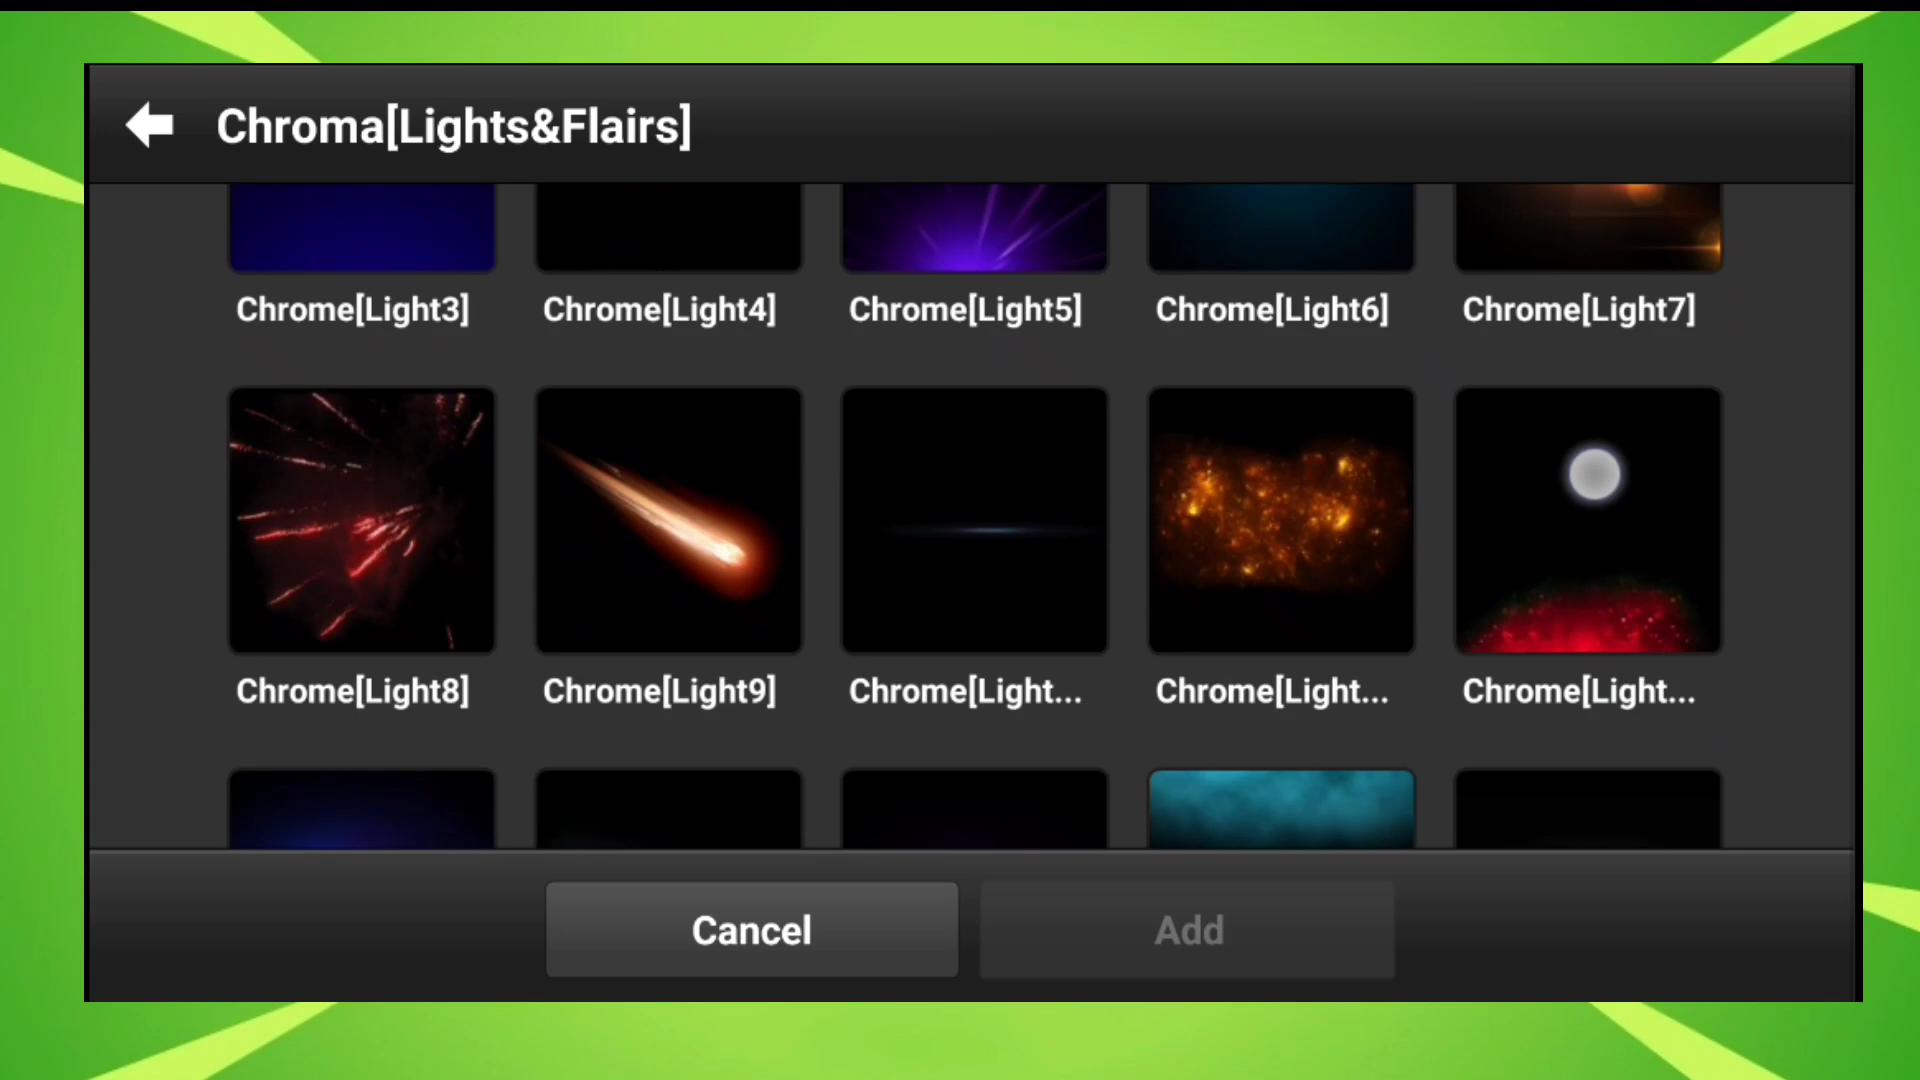 Chroma[Lights&Flairs]
Chrome[Light3] Chrome[Light4] Chrome[Light5] Chrome[Light6] Chrome[Light7]
Chrome[Light8] Chrome[Light9] Chrome[Light... Chrome[Light... Chrome[Light...
Cancel Add